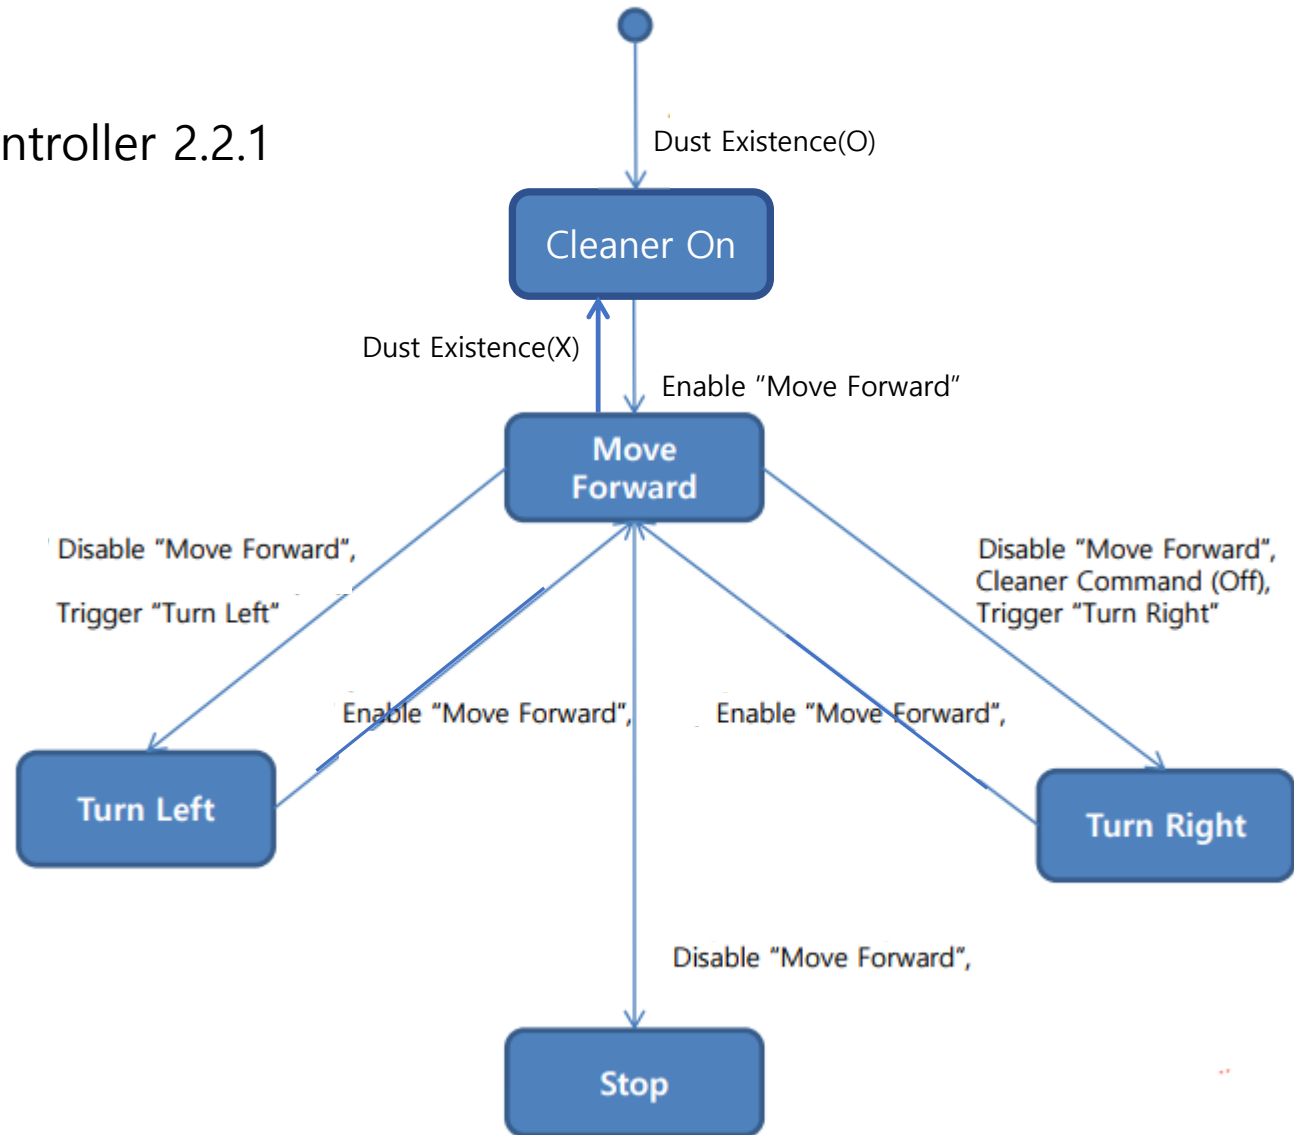 ntroller 2.2.1
Dust Existence(O)
Cleaner On
Dust Existence(X)
Enable “Move Forward”
Move
Forward
Disable “Move Forward”,
Trigger “Turn Left”
Disable “Move Forward”,
Cleaner Command (Off),
Trigger “Turn Right”
Enable “Move Forward”,
Enable “Move Forward”,
Turn Left
Turn Right
Disable “Move Forward”,
Stop